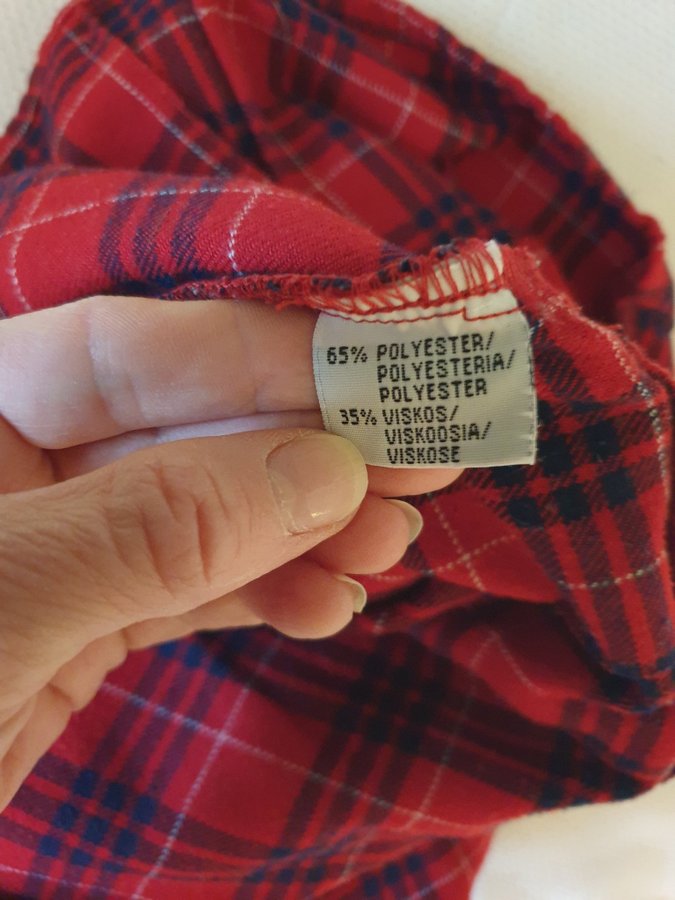 65% POLYESTER/
POLYESTERIA/
POLYESTER
35% VISKOS/
VISKOOSIA/
VISKOSE